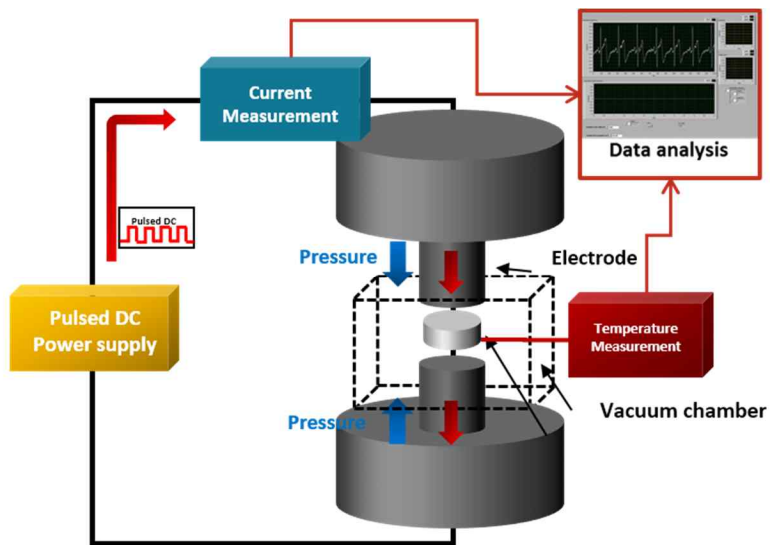 Current
Measurement
Data analysis
Pulsed DC
Pressure
Electrode
Pulsed DC
Power supply
Temperature
Measurement
Vacuum chamber
Pressure